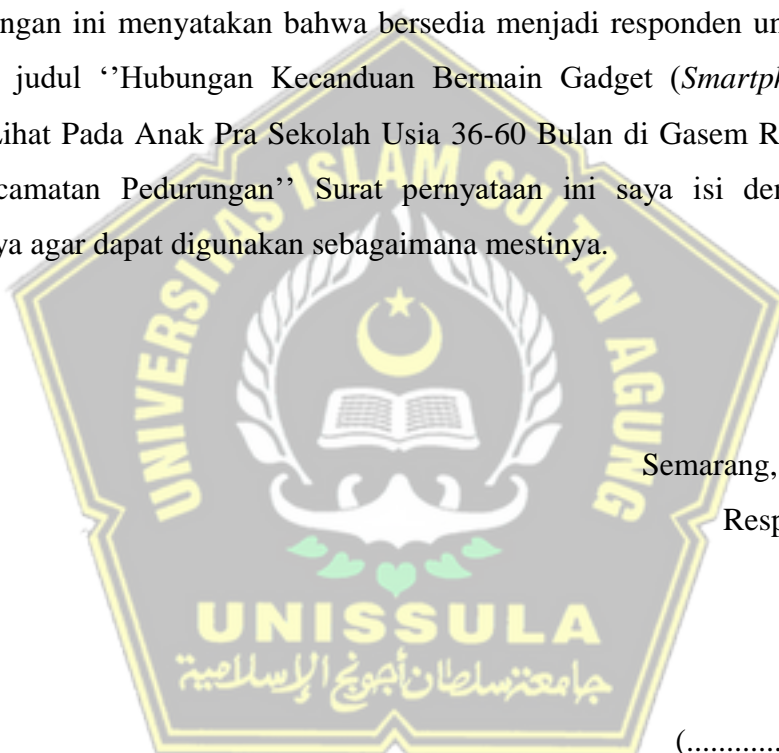 ngan ini menyatakan bahwa bersedia menjadi responden un
judul ‘’Hubungan Kecanduan Bermain Gadget (Smartph
Lihat Pada Anak Pra Sekolah Usia 36-60 Bulan di Gasem R
camatan Pedurungan’’ Surat pernyataan ini saya isi der
ya agar dapat digunakan sebagaimana mestinya.
UNIVERSITAS ISLAM SULTAN AGUNG
Semarang,
Resp
UNISSULA
جامعة سلطان أجونج الإسلامية
(.............